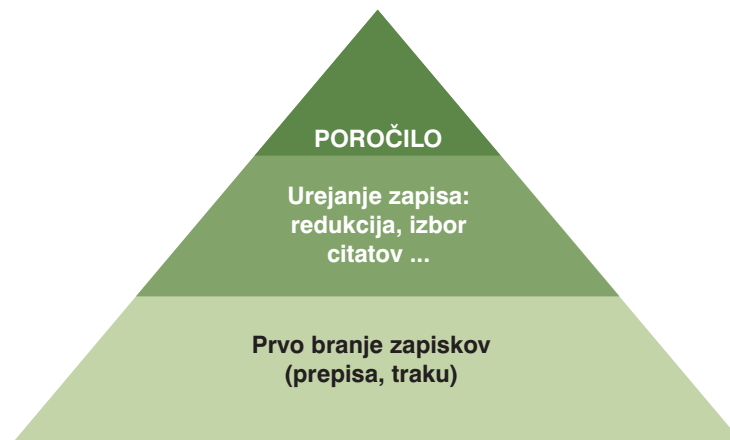 POROČILO
Urejanje zapisa:
redukcija, izbor
citatov ...
Prvo branje zapiskov
(prepisa, traku)